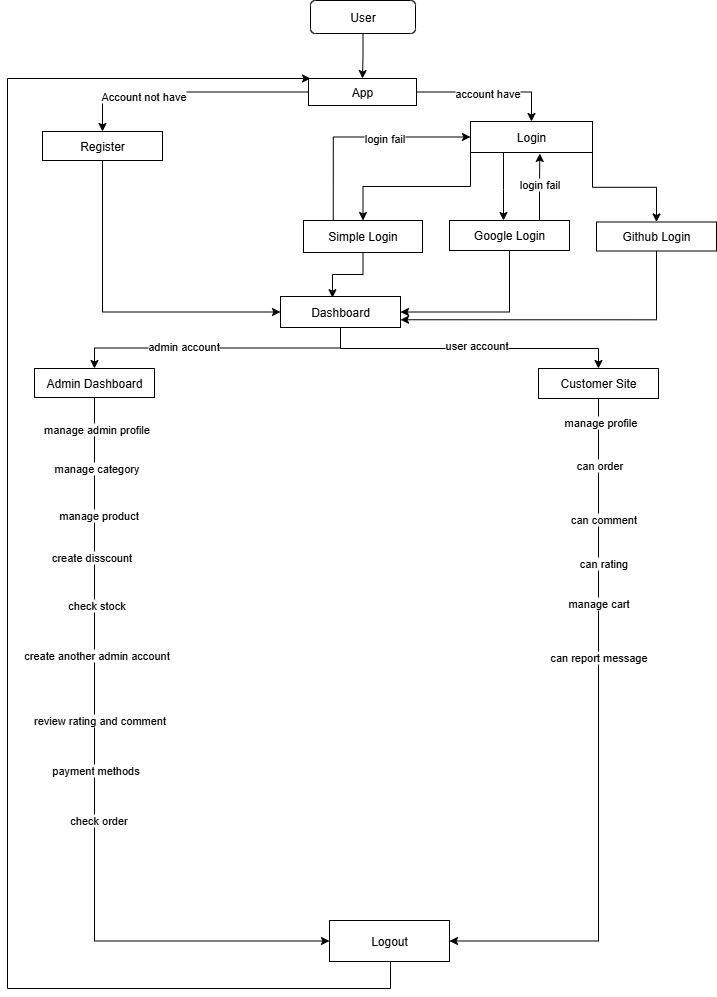 User
App
Account not have
account have
Register
Login
login fail
login fail
Simple Login
Google Login
Github Login
Dashboard
admin account
user account
Admin Dashboard
Customer Site
manage admin profile
manage category
manage product
create disscount
check stock
create another admin account
review rating and comment
payment methods
check order
manage profile
can order
can comment
can rating
manage cart
can report message
Logout